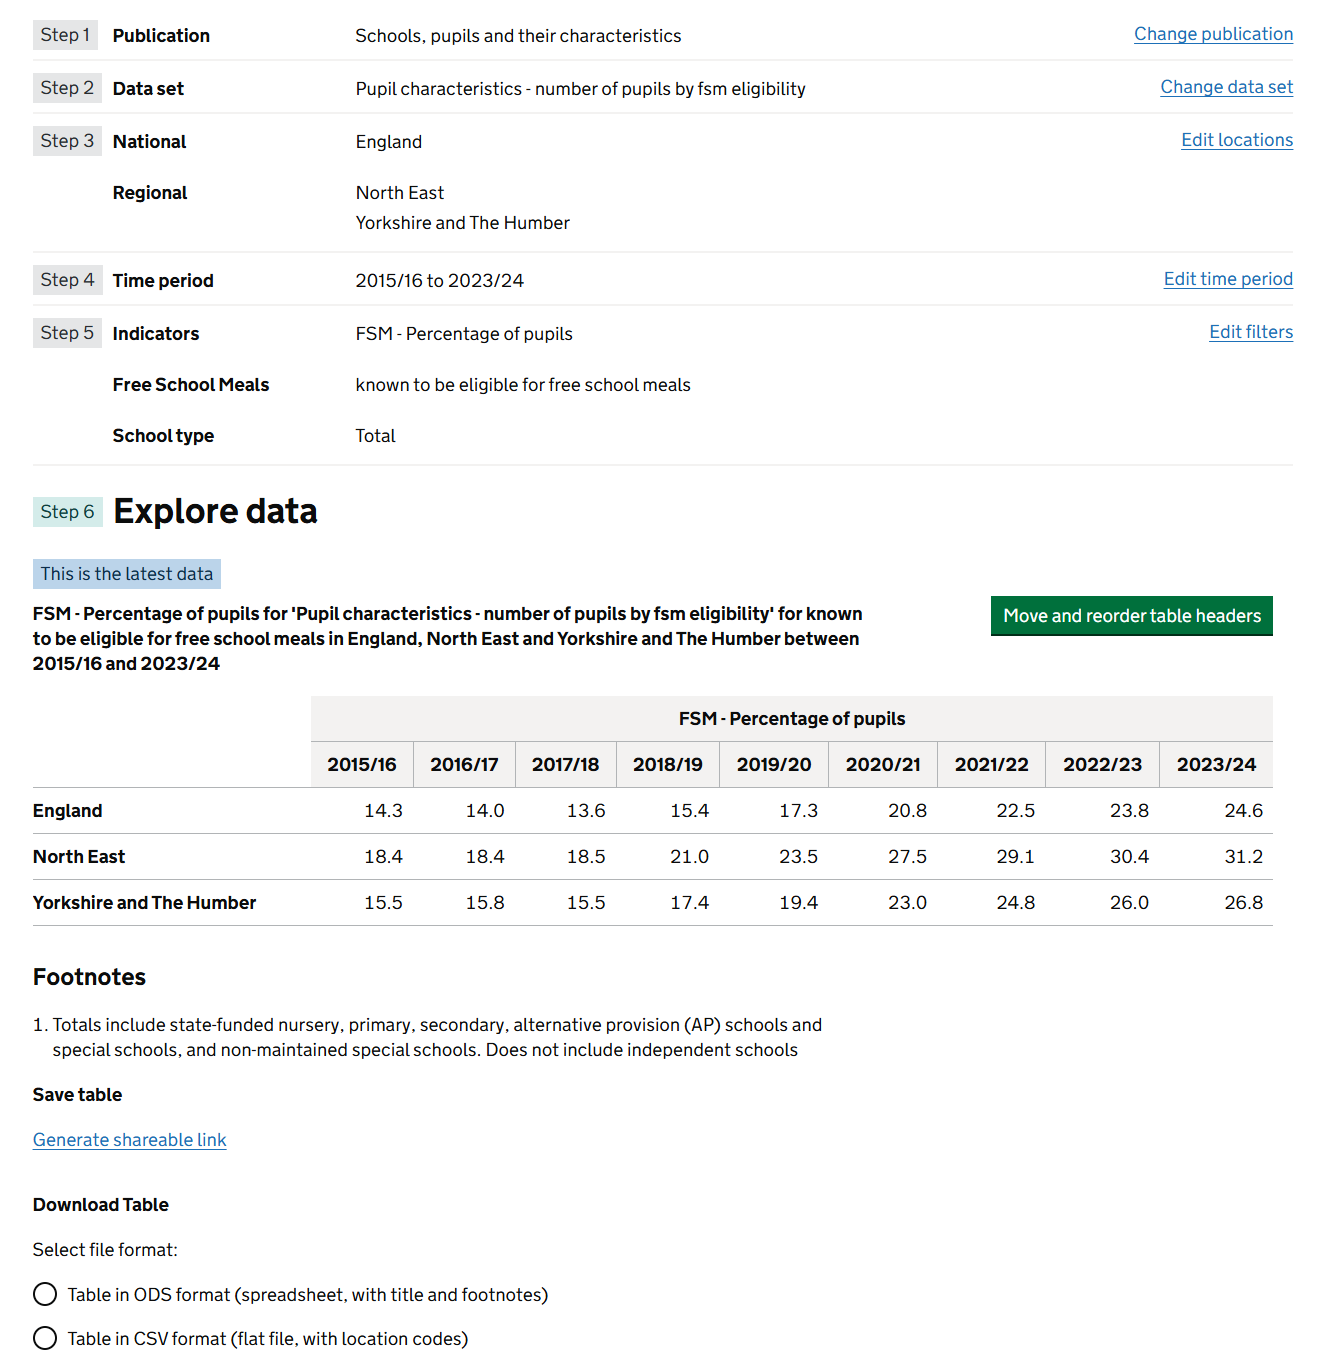 Step 1 Publication Schools, pupils and their characteristics Change publication
Step 2 Data set Pupil characteristics - number of pupils by fsm eligibility Change data set
Step 3 National England Edit locations
Regional North East
Yorkshire and The Humber
Step 4 Time period 2015/16 to 2023/24 Edit time period
Step 5 Indicators FSM - Percentage of pupils Edit filters
Free School Meals known to be eligible for free school meals
School type Total
Step 6 Explore data
This is the latest data
FSM - Percentage of pupils for 'Pupil characteristics - number of pupils by fsm eligibility' for known
to be eligible for free school meals in England, North East and Yorkshire and The Humber between
2015/16 and 2023/24
Move and reorder table headers
FSM - Percentage of pupils
2015/16 2016/17 2017/18 2018/19 2019/20 2020/21 2021/22 2022/23 2023/24
England 14.3 14.0 13.6 15.4 17.3 20.8 22.5 23.8 24.6
North East 18.4 18.4 18.5 21.0 23.5 27.5 29.1 30.4 31.2
Yorkshire and The Humber 15.5 15.8 15.5 17.4 19.4 23.0 24.8 26.0 26.8
Footnotes
1. Totals include state-funded nursery, primary, secondary, alternative provision (AP) schools and
special schools, and non-maintained special schools. Does not include independent schools
Save table
Generate shareable link
Download Table
Select file format:
Table in ODS format (spreadsheet, with title and footnotes)
Table in CSV format (flat file, with location codes)